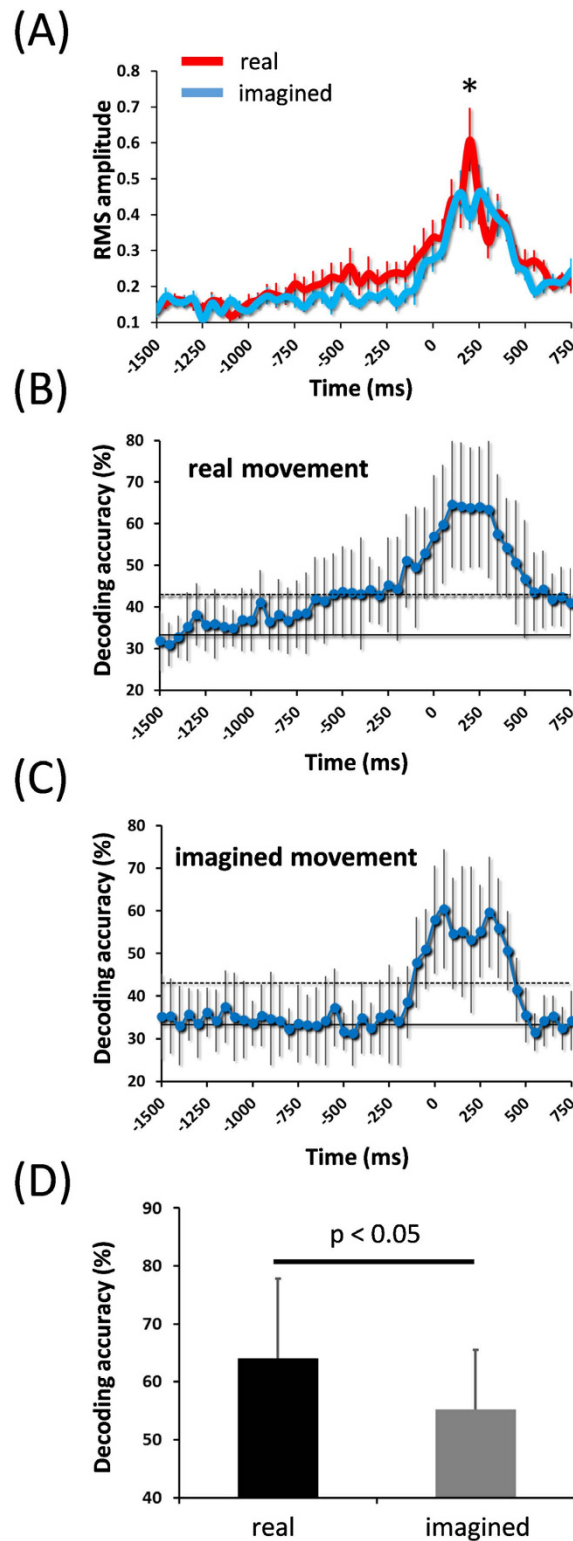 (A)
real
imagined
*
RMS amplitude
0.8
0.7
0.6
0.5
0.4
0.3
0.2
0.1
-1500 -1250 -1000 -750 -500 -250 0 250 500 750
Time (ms)
(B)
real movement
Decoding accuracy (%)
80
70
60
50
40
30
20
-1500 -1250 -1000 -750 -500 -250 0 250 500 750
Time (ms)
(C)
imagined movement
Decoding accuracy (%)
80
70
60
50
40
30
20
-1500 -1250 -1000 -750 -500 -250 0 250 500 750
Time (ms)
(D)
p < 0.05
Decoding accuracy (%)
90
80
70
60
50
40
real imagined